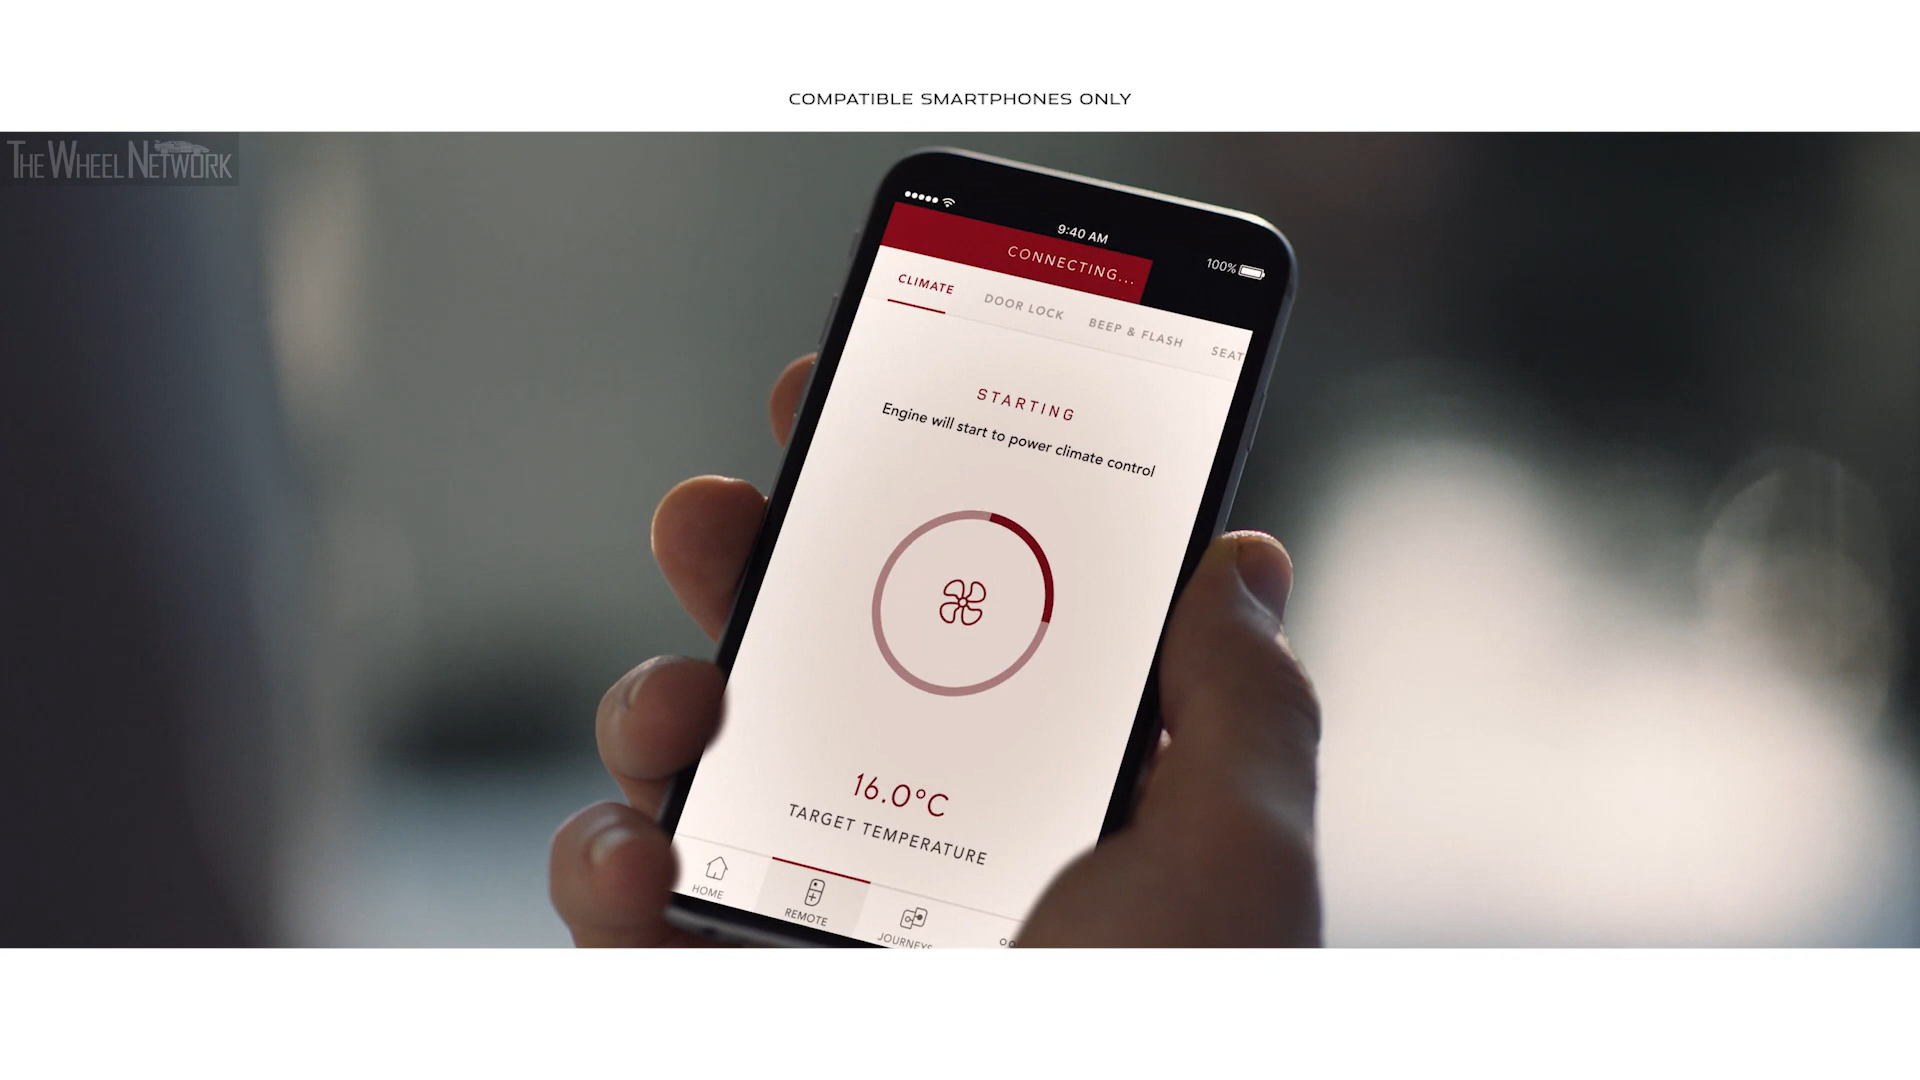 COMPATIBLE SMARTPHONES ONLY
THE WHEEL NETWORK
9:40 AM
100%
CONNECTING...
CLIMATE
DOOR LOCK
BEEP & FLASH
SEAT
STARTING
Engine will start to power climate control
16.0°C
TARGET TEMPERATURE
HOME
REMOTE
JOURNEYS